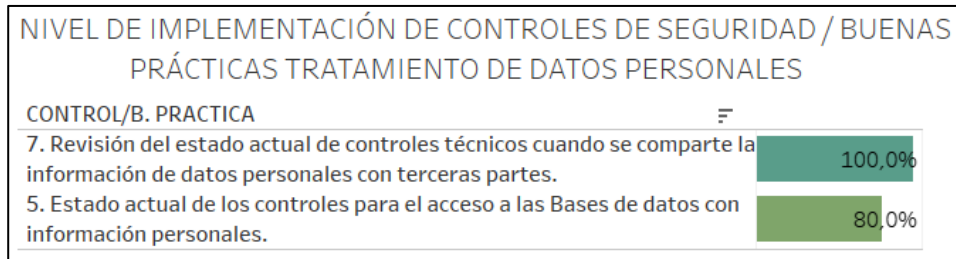 NIVEL DE IMPLEMENTACIÓN DE CONTROLES DE SEGURIDAD / BUENAS
PRÁCTICAS TRATAMIENTO DE DATOS PERSONALES
CONTROL/B. PRACTICA
7. Revisión del estado actual de controles técnicos cuando se comparte la
información de datos personales con terceras partes.
100,0%
5. Estado actual de los controles para el acceso a las Bases de datos con
información personales.
80,0%